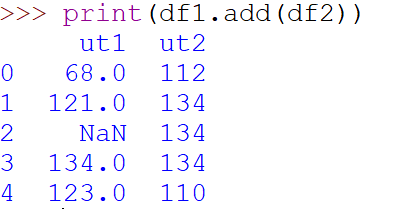 >>> print(df1.add(df2))
     ut1  ut2
0   68.0  112
1  121.0  134
2    NaN  134
3  134.0  134
4  123.0  110